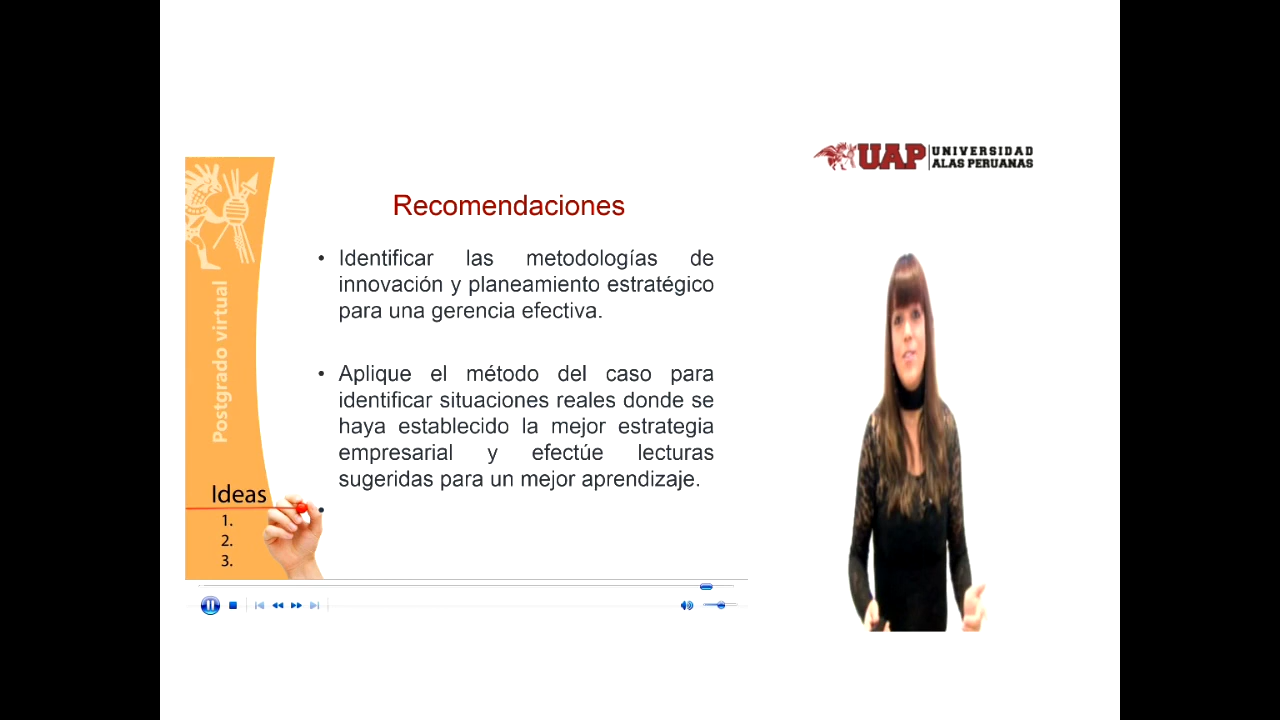 UAP UNIVERSIDAD
ALAS PERUANAS
Recomendaciones
• Identificar las metodologías de
innovación y planeamiento estratégico
para una gerencia efectiva.
• Aplique el método del caso para
identificar situaciones reales donde se
haya establecido la mejor estrategia
empresarial y efectúe lecturas
sugeridas para un mejor aprendizaje.
•
Postgrado virtual
Ideas
1.
2.
3.